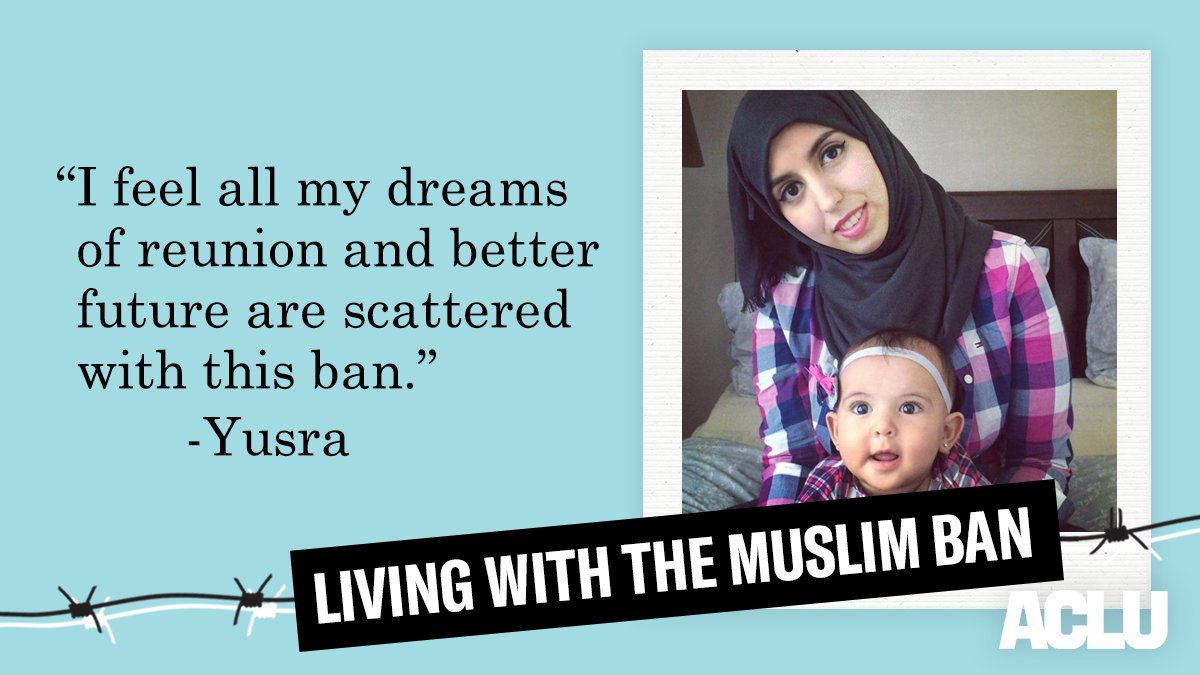 “I feel all my dreams
of reunion and better
future are scattered
with this ban.”
-Yusra
LIVING WITH THE MUSLIM BAN
ACLU